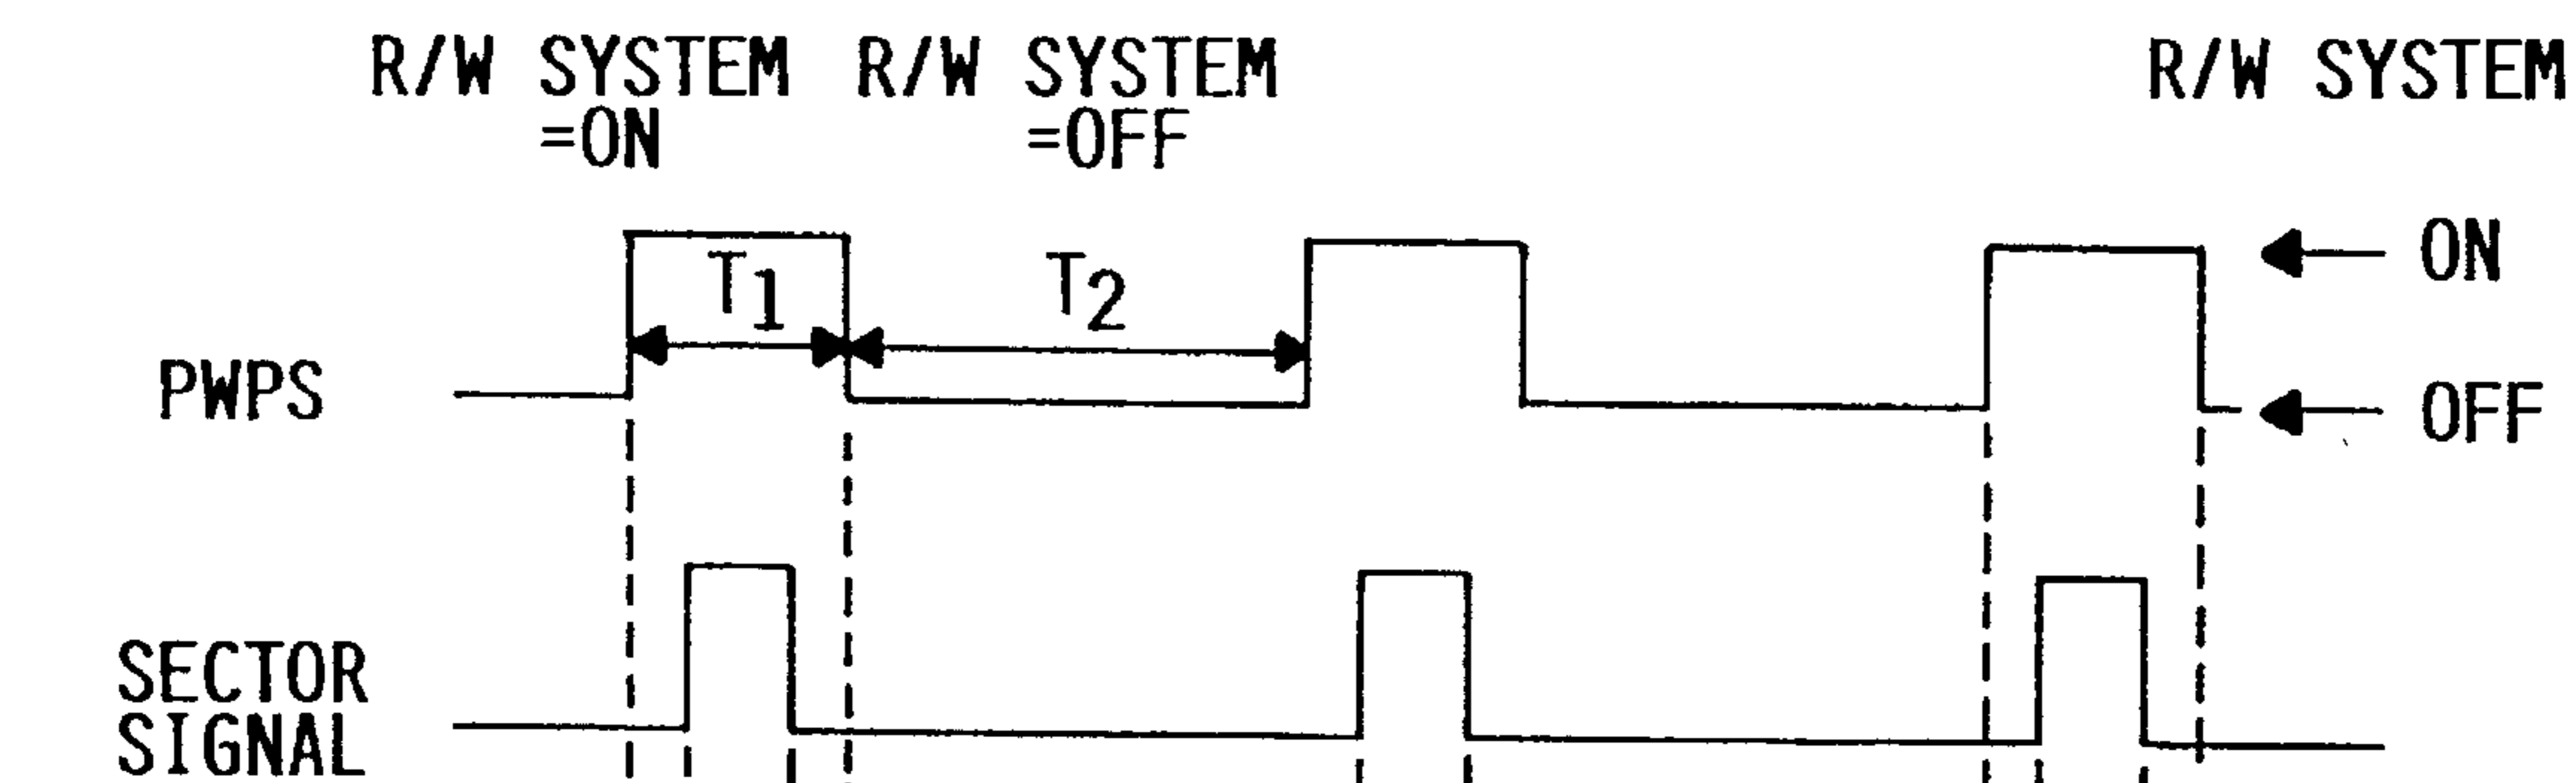 R/W SYSTEM
=ON
R/W SYSTEM
=OFF
R/W SYSTEM
ON
T1
T2
PWPS
OFF
SECTOR
SIGNAL